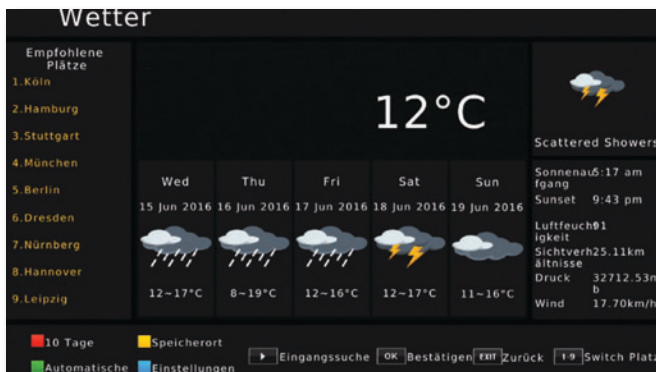 Wetter
Empfohlene
Plätze
1.Köln
2.Hamburg
3.Stuttgart
4.München
5.Berlin
6.Dresden
7.Nürnberg
8.Hannover
9.Leipzig
12°C
Wed
15 Jun 2016
12~17°C
Thu
16 Jun 2016
8~19°C
Fri
17 Jun 2016
12~16°C
Sat
18 Jun 2016
12~17°C
Sun
19 Jun 2016
11~16°C
Scattered Showers
Sonnenau 5:17 am
fgang
Sunset 9:43 pm
Luftfeucht 91
igkeit
Sichtverh 25.11km
ältnisse
Druck 32712.53m
b
Wind 17.70km/h
10 Tage
Speicherort
Automatische
Einstellungen
Eingangssuche
OK Bestätigen
EXIT Zurück
1-9 Switch Platz